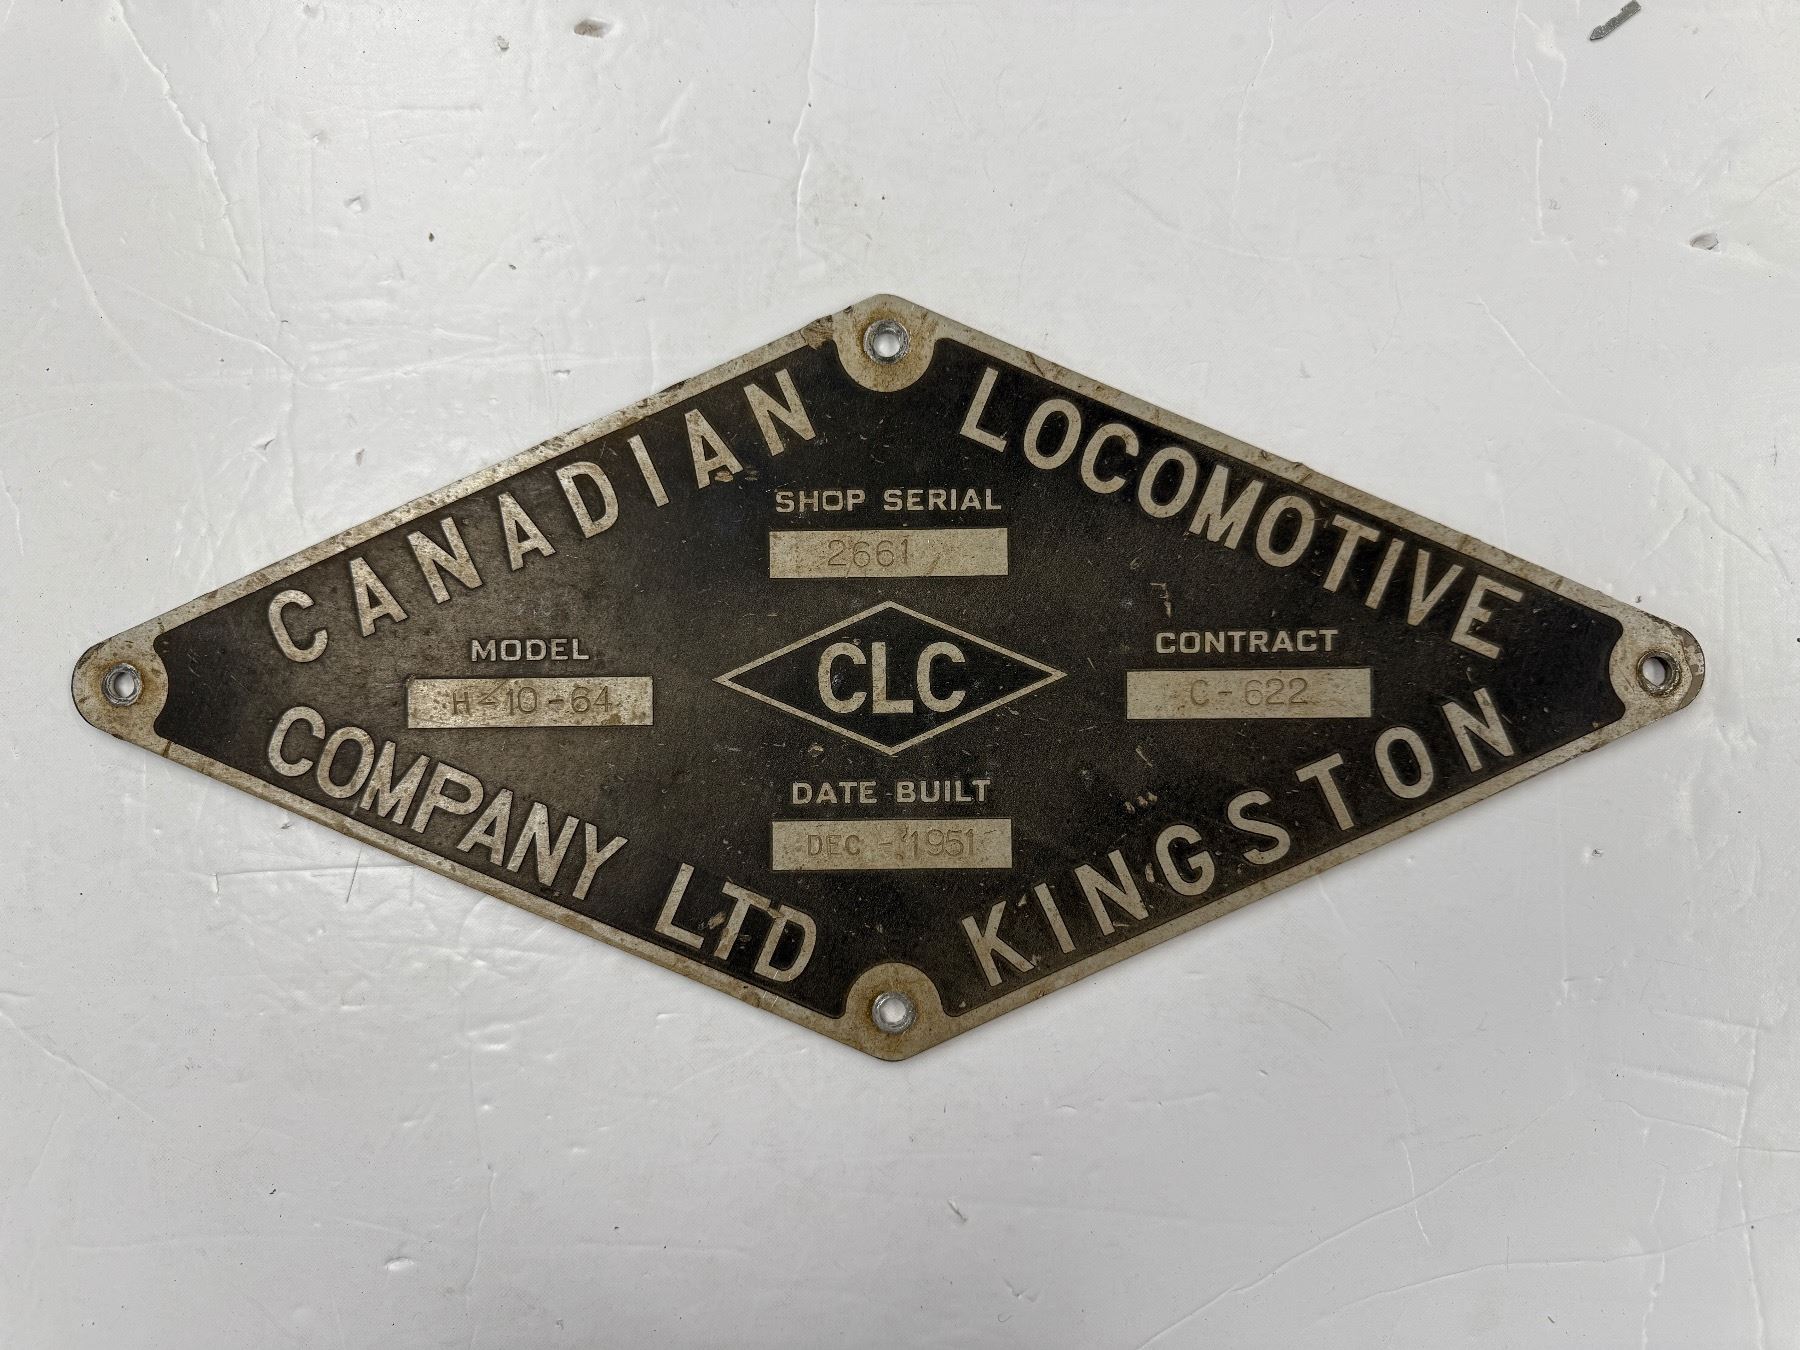 CANADIAN LOCOMOTIVE
SHOP SERIAL
2661
MODEL
H-10-64
CLC
CONTRACT
C-622
DATE BUILT
DEC - 1951
COMPANY LTD KINGSTON